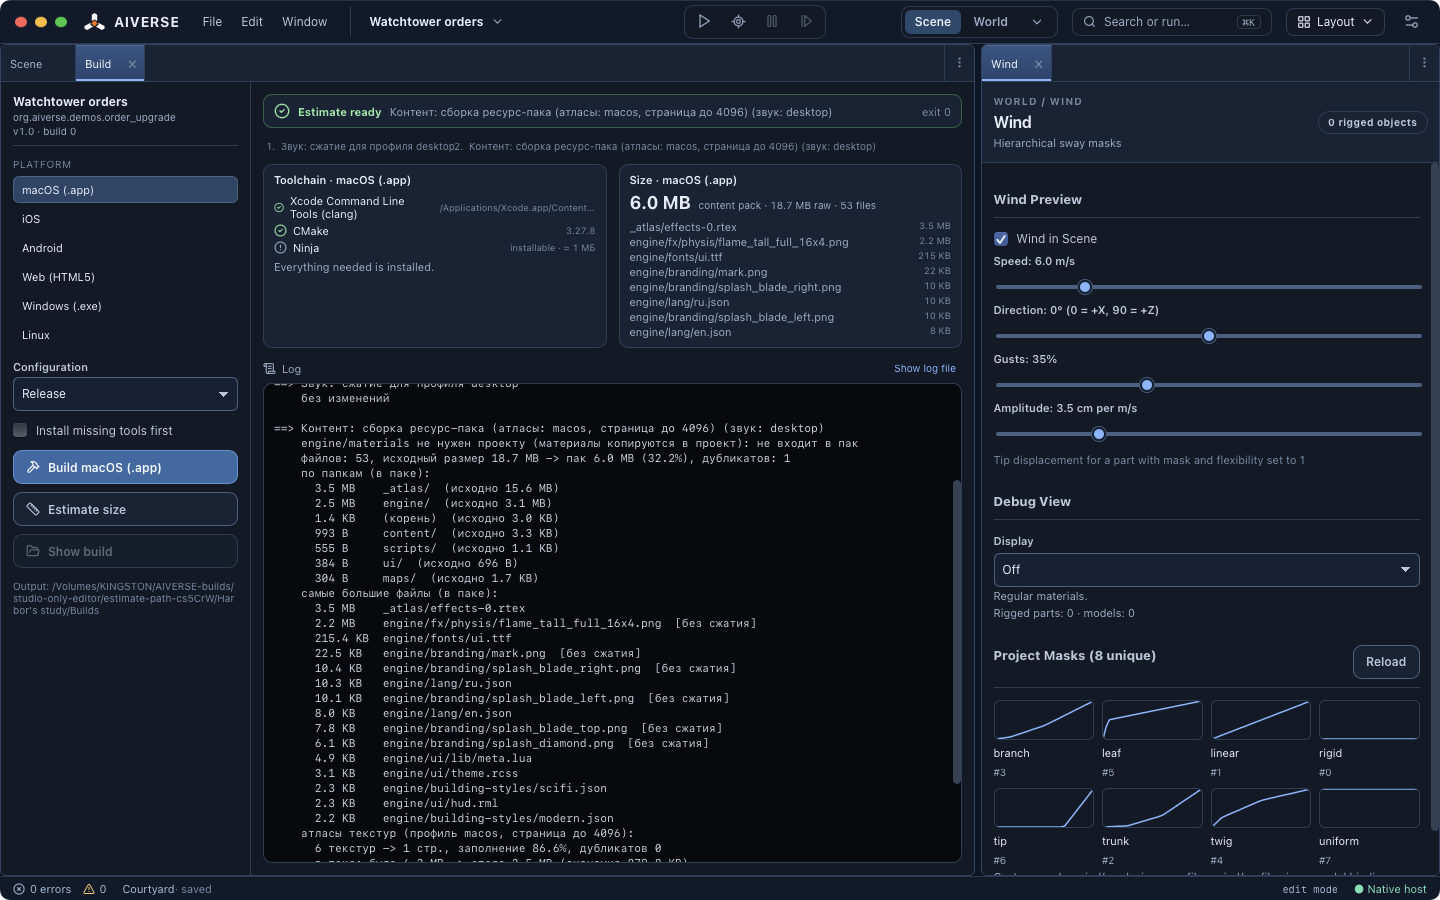 AIVERSE File Edit Window Watchtower orders Scene World Search or run... ⌘K Layout
Scene Build
Watchtower orders
org.aiverse.demos.order_upgrade
v1.0 · build 0
PLATFORM
macOS (.app)
iOS
Android
Web (HTML5)
Windows (.exe)
Linux
Configuration
Release
Install missing tools first
Build macOS (.app)
Estimate size
Show build
Output: /Volumes/KINGSTON/AIVERSE-builds/
studio-only-editor/estimate-path-cs5CrW/Har
bor's study/Builds
Estimate ready Контент: сборка ресурс-пака (атласы: macos, страница до 4096) (звук: desktop) exit 0
1. Звук: сжатие для профиля desktop2. Контент: сборка ресурс-пака (атласы: macos, страница до 4096) (звук: desktop)
Toolchain · macOS (.app)
Xcode Command Line
Tools (clang) /Applications/Xcode.app/Content...
CMake 3.27.8
Ninja installable · ≈ 1 МБ
Everything needed is installed.
Size · macOS (.app)
6.0 MB content pack · 18.7 MB raw · 53 files
_atlas/effects-0.rtex 3.5 MB
engine/fx/physis/flame_tall_full_16x4.png 2.2 MB
engine/fonts/ui.ttf 215 KB
engine/branding/mark.png 22 KB
engine/branding/splash_blade_right.png 10 KB
engine/lang/ru.json 10 KB
engine/branding/splash_blade_left.png 10 KB
engine/lang/en.json 8 KB
Log Show log file
==> Звук: сжатие для профиля desktop
без изменений
==> Контент: сборка ресурс-пака (атласы: macos, страница до 4096) (звук: desktop)
engine/materials не нужен проекту (материалы копируются в проект): не входит в пак
файлов: 53, исходный размер 18.7 MB -> пак 6.0 MB (32.2%), дубликатов: 1
по папкам (в паке):
3.5 MB _atlas/ (исходно 15.6 MB)
2.5 MB engine/ (исходно 3.1 MB)
1.4 KB (корень) (исходно 3.0 KB)
993 B content/ (исходно 3.3 KB)
555 B scripts/ (исходно 1.1 KB)
384 B ui/ (исходно 696 B)
304 B maps/ (исходно 1.7 KB)
самые большие файлы (в паке):
3.5 MB _atlas/effects-0.rtex
2.2 MB engine/fx/physis/flame_tall_full_16x4.png [без сжатия]
215.4 KB engine/fonts/ui.ttf
22.5 KB engine/branding/mark.png [без сжатия]
10.4 KB engine/branding/splash_blade_right.png [без сжатия]
10.3 KB engine/lang/ru.json
10.1 KB engine/branding/splash_blade_left.png [без сжатия]
8.0 KB engine/lang/en.json
7.8 KB engine/branding/splash_blade_top.png [без сжатия]
6.1 KB engine/branding/splash_diamond.png [без сжатия]
4.9 KB engine/ui/lib/meta.lua
3.1 KB engine/ui/theme.rcss
2.3 KB engine/building-styles/scifi.json
2.3 KB engine/ui/hud.rml
2.2 KB engine/building-styles/modern.json
атласы текстур (профиль macos, страница до 4096):
6 текстур -> 1 стр., заполнение 86.6%, дубликатов 0
Wind
WORLD / WIND
Wind 0 rigged objects
Hierarchical sway masks
Wind Preview
Wind in Scene
Speed: 6.0 m/s
Direction: 0° (0 = +X, 90 = +Z)
Gusts: 35%
Amplitude: 3.5 cm per m/s
Tip displacement for a part with mask and flexibility set to 1
Debug View
Display
Off
Regular materials.
Rigged parts: 0 · models: 0
Project Masks (8 unique) Reload
branch leaf linear rigid
#3 #5 #1 #0
tip trunk twig uniform
#6 #2 #4 #7
0 errors 0 Courtyard · saved edit mode Native host